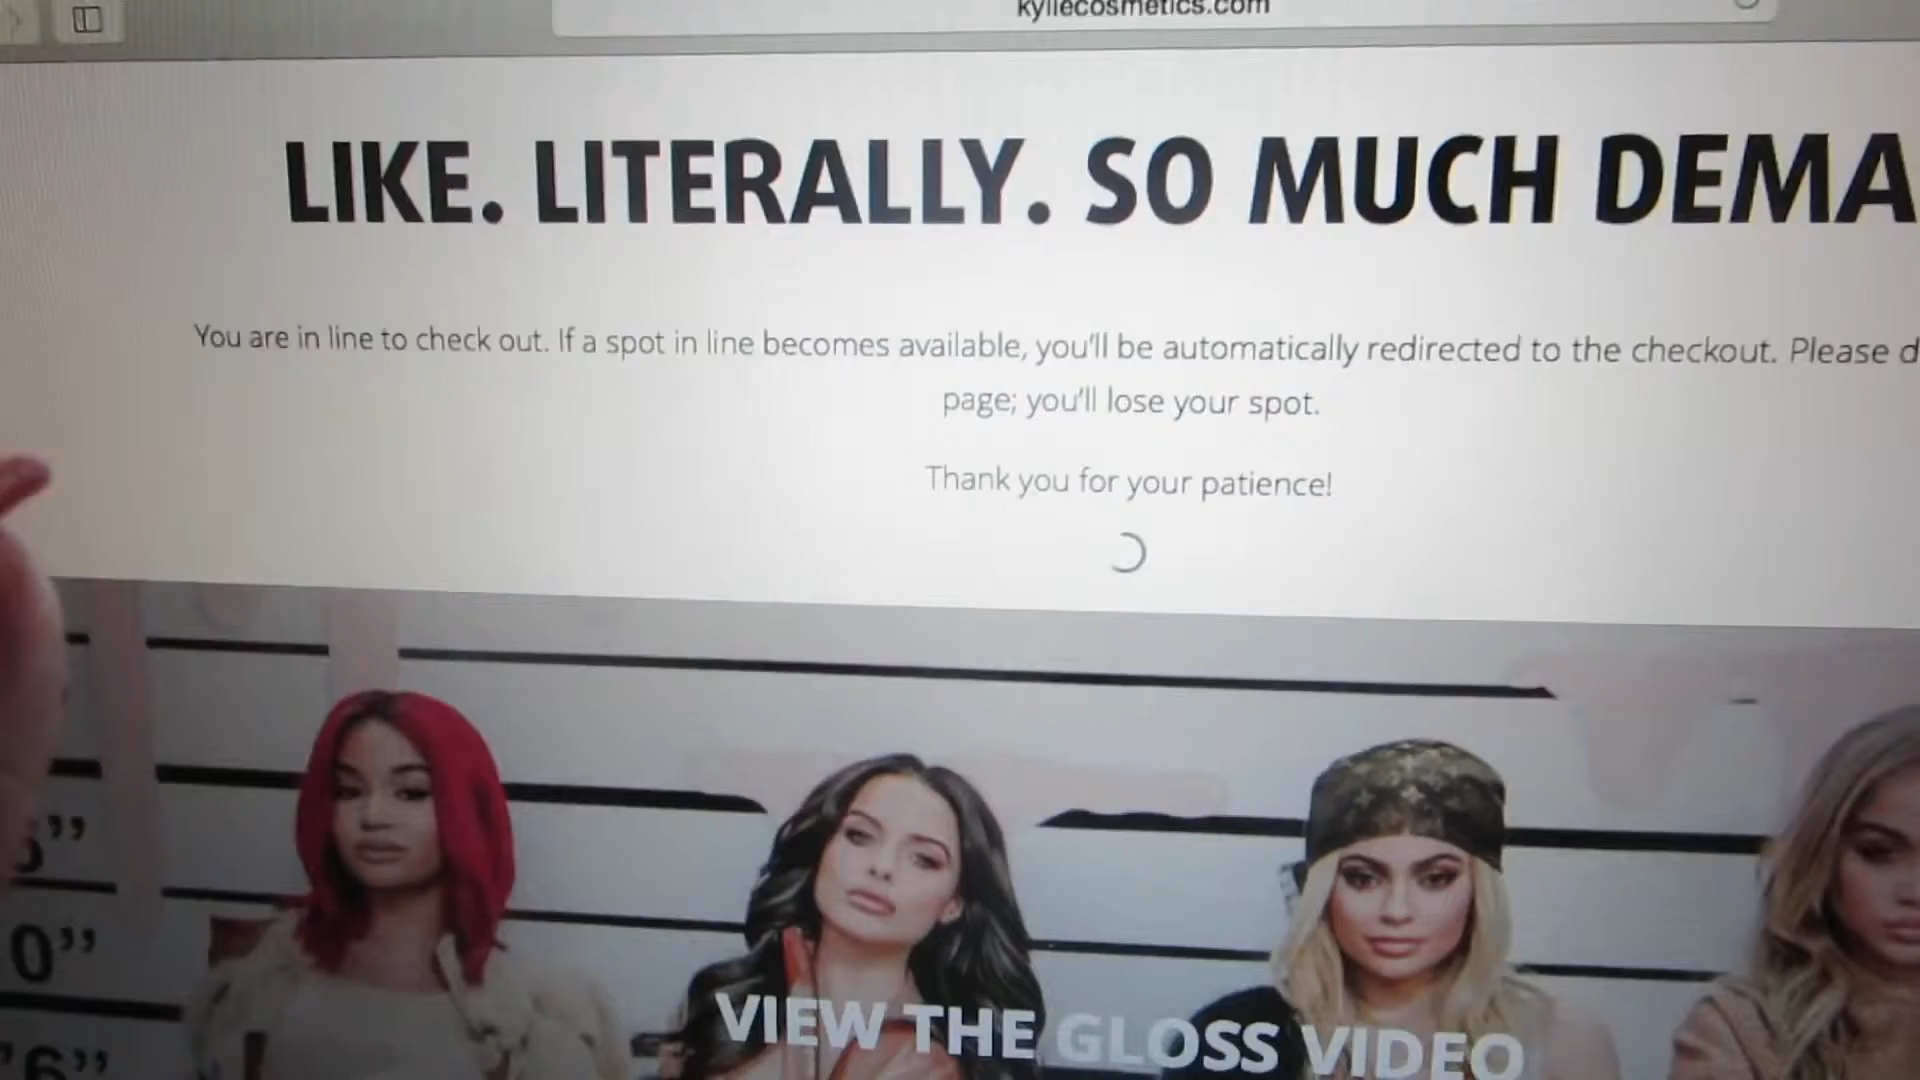 kyliecosmetics.com
LIKE. LITERALLY. SO MUCH DEMA
You are in line to check out. If a spot in line becomes available, you'll be automatically redirected to the checkout. Please d
page; you'll lose your spot.
Thank you for your patience!
0”
'6”
VIEW THE GLOSS VIDEO